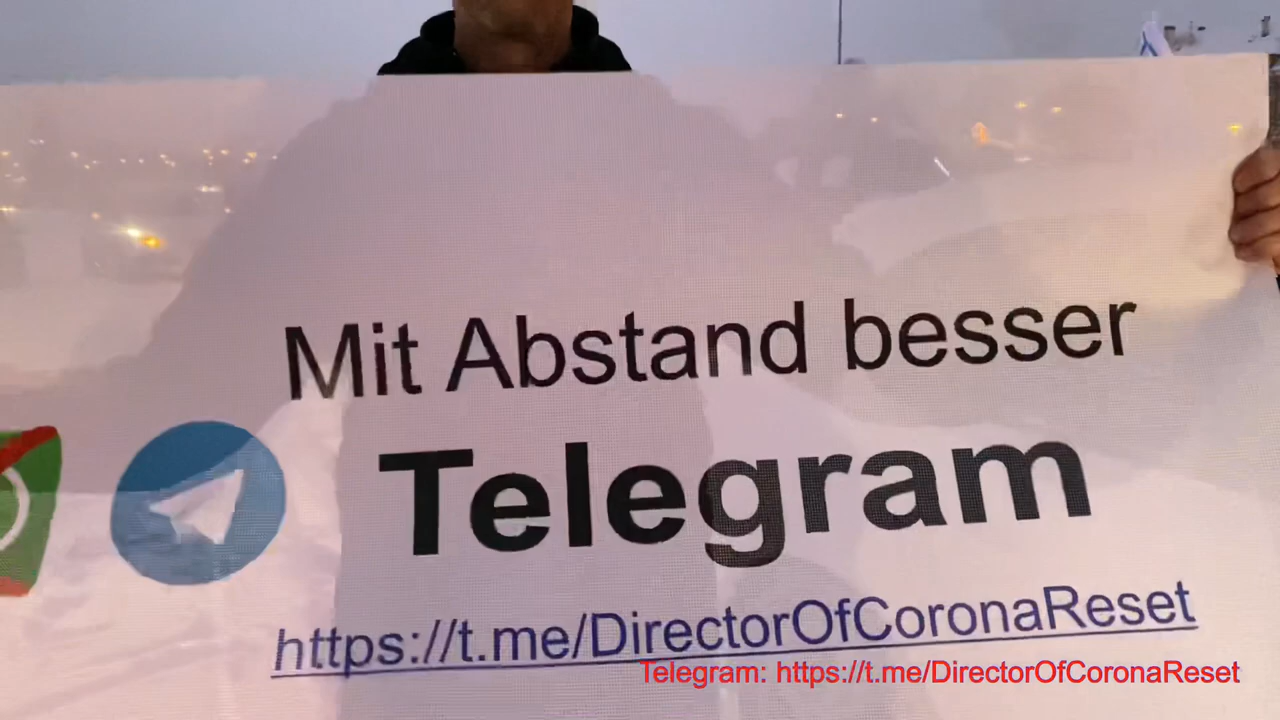 Mit Abstand besser
Telegram
https://t.me/DirectorOfCoronaReset
Telegram: https://t.me/DirectorOfCoronaReset